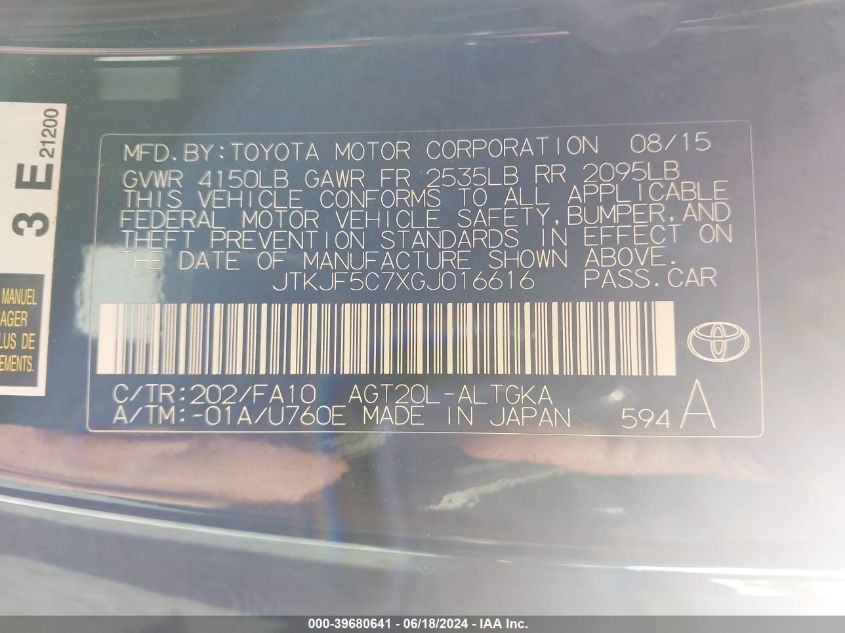 3 E
21200
MANUEL
AGER
LUS DE
EMENTS.
MFD. BY: TOYOTA MOTOR CORPORATION 08/15
GVWR 4150LB GAWR FR 2535LB RR 2095LB
THIS VEHICLE CONFORMS TO ALL APPLICABLE
FEDERAL MOTOR VEHICLE SAFETY, BUMPER, AND
THEFT PREVENTION STANDARDS IN EFFECT ON
THE DATE OF MANUFACTURE SHOWN ABOVE.
JTKJF5C7XGJ016616 PASS. CAR
C/TR: 202/FA10 AGT20L-ALTGKA
A/TM: -01A/U760E MADE IN JAPAN 594 A
000-39680641 - 06/18/2024 - IAA Inc.